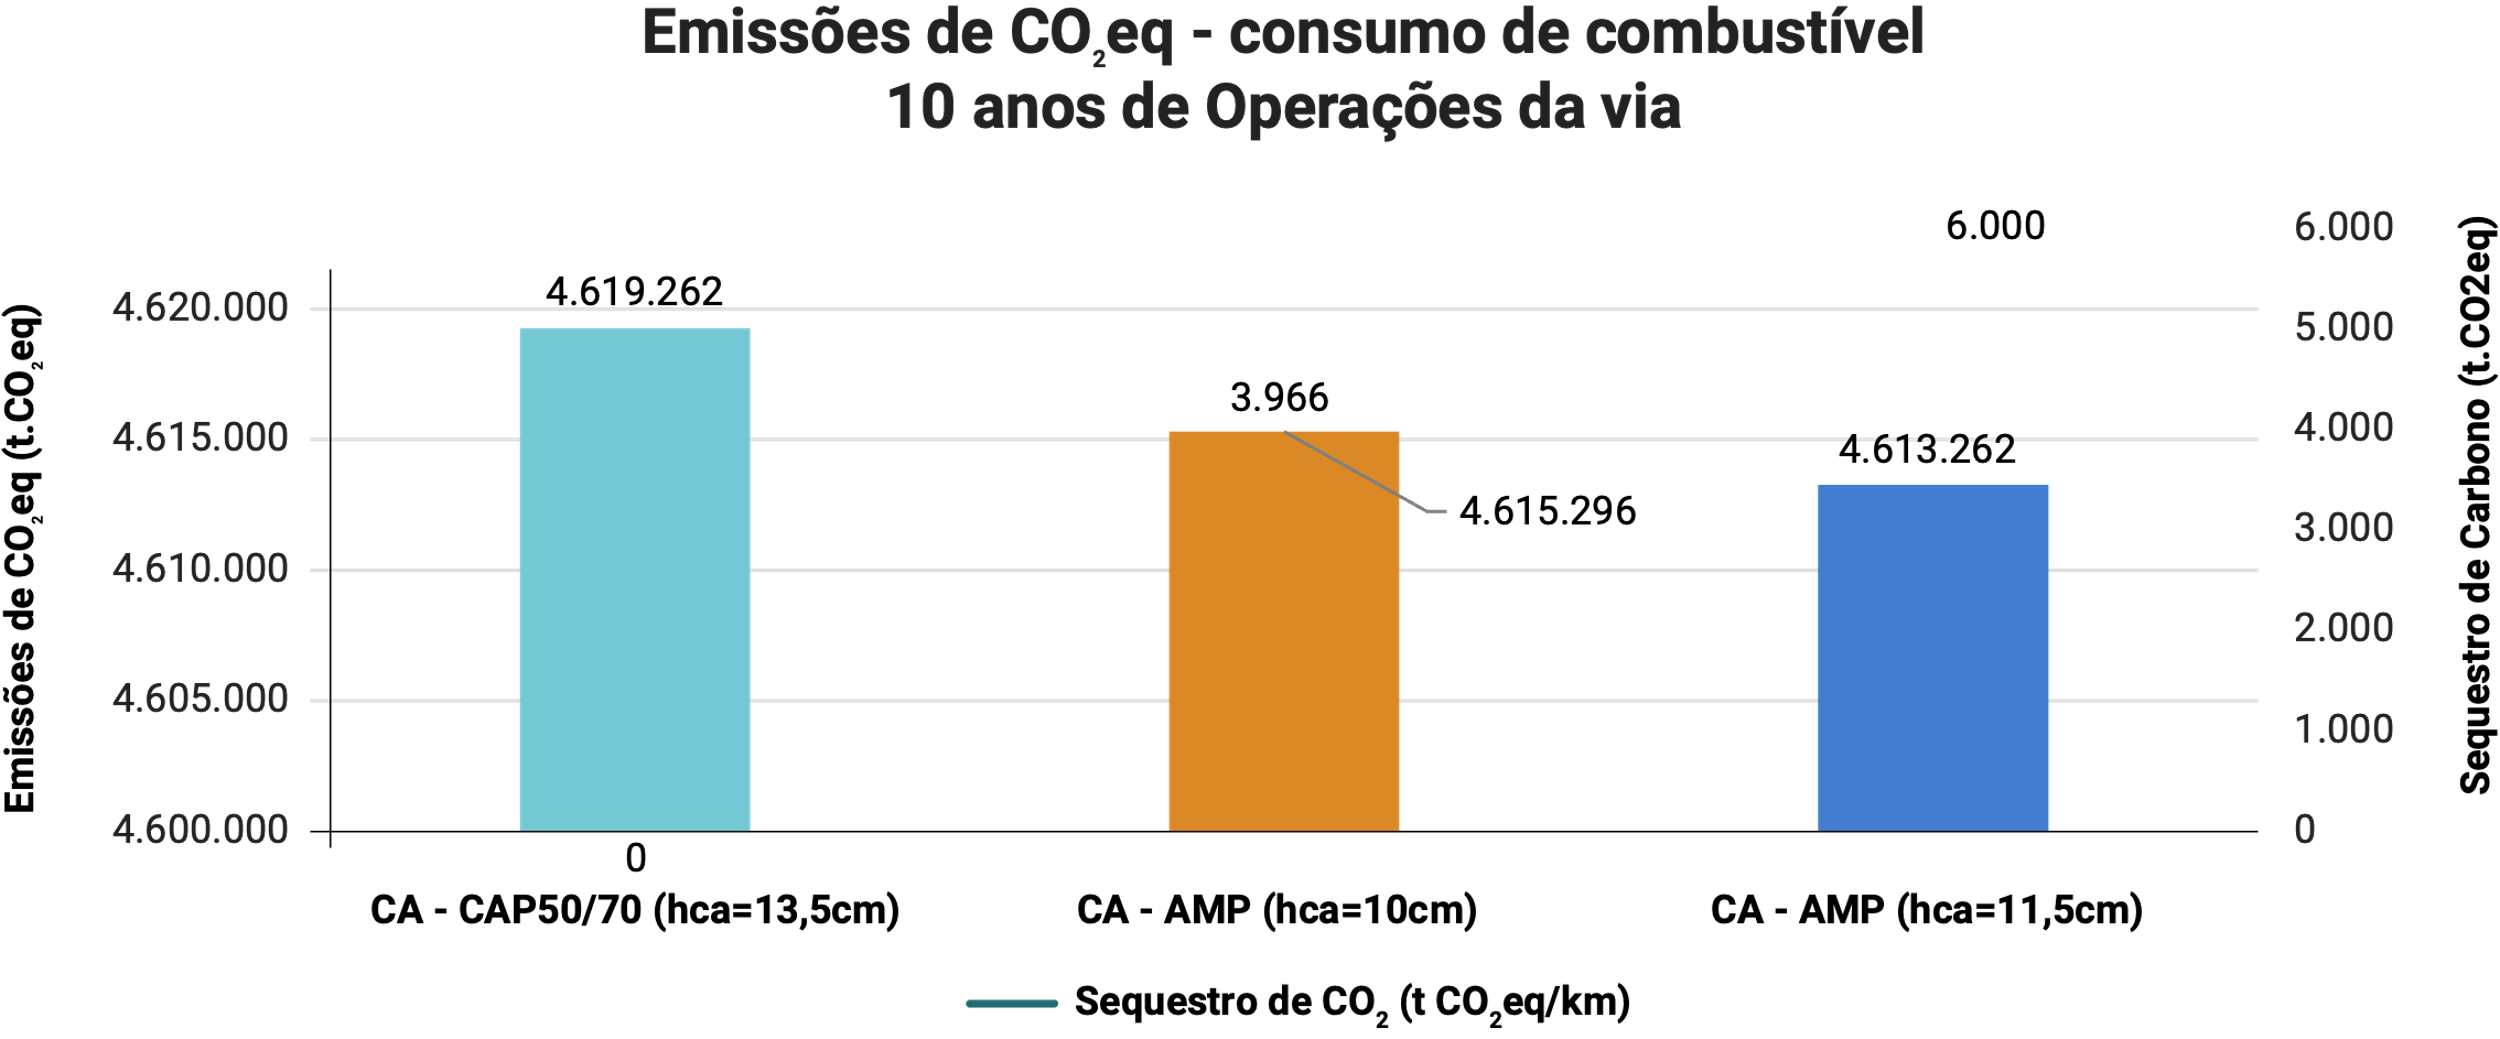 Emissões de CO₂eq - consumo de combustível
10 anos de Operações da via
Emissões de CO₂eq (t.CO₂eq)
4.620.000
4.615.000
4.610.000
4.605.000
4.600.000
4.619.262
0
3.966
4.615.296
6.000
4.613.262
6.000
5.000
4.000
3.000
2.000
1.000
0
Sequestro de Carbono (t.CO2eq)
CA - CAP50/70 (hca=13,5cm)
CA - AMP (hca=10cm)
CA - AMP (hca=11,5cm)
Sequestro de CO₂ (t CO₂eq/km)